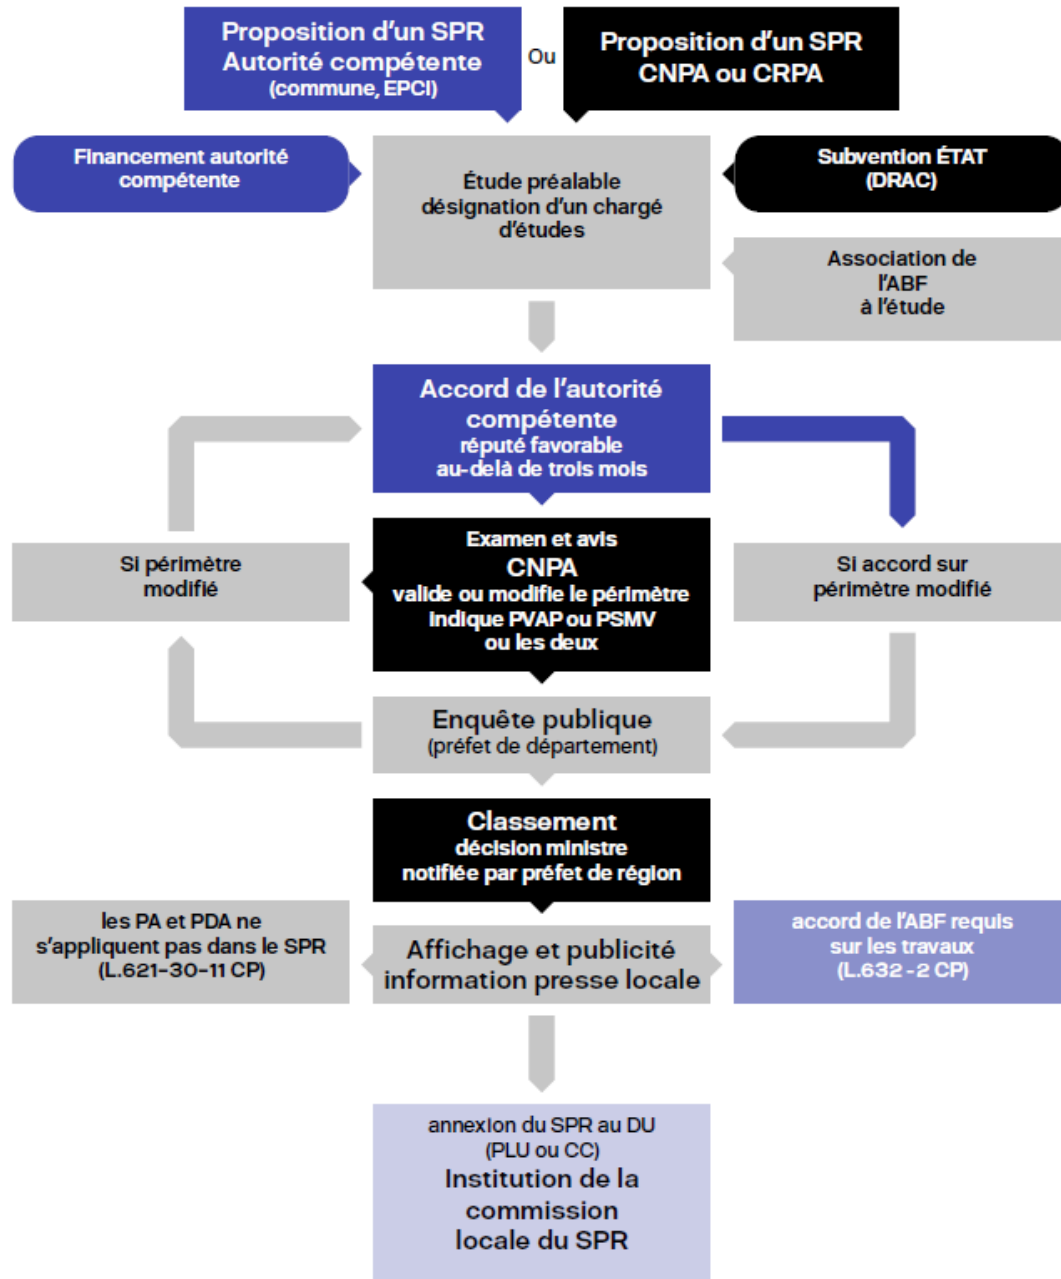 Proposition d'un SPR
Autorité compétente
(commune, EPCI)
Ou
Proposition d'un SPR
CNPA ou CRPA
Financement autorité
compétente
Étude préalable
désignation d'un chargé
d'études
Subvention ÉTAT
(DRAC)
Association de
l'ABF
à l'étude
Accord de l'autorité
compétente
réputé favorable
au-delà de trois mois
Si périmètre
modifié
Examen et avis
CNPA
valide ou modifie le périmètre
indique PVAP ou PSMV
ou les deux
Si accord sur
périmètre modifié
Enquête publique
(préfet de département)
Classement
décision ministre
notifiée par préfet de région
les PA et PDA ne
s'appliquent pas dans le SPR
(L.621-30-11 CP)
Affichage et publicité
information presse locale
accord de l'ABF requis
sur les travaux
(L.632-2 CP)
annexion du SPR au DU
(PLU ou CC)
Institution de la
commission
locale du SPR